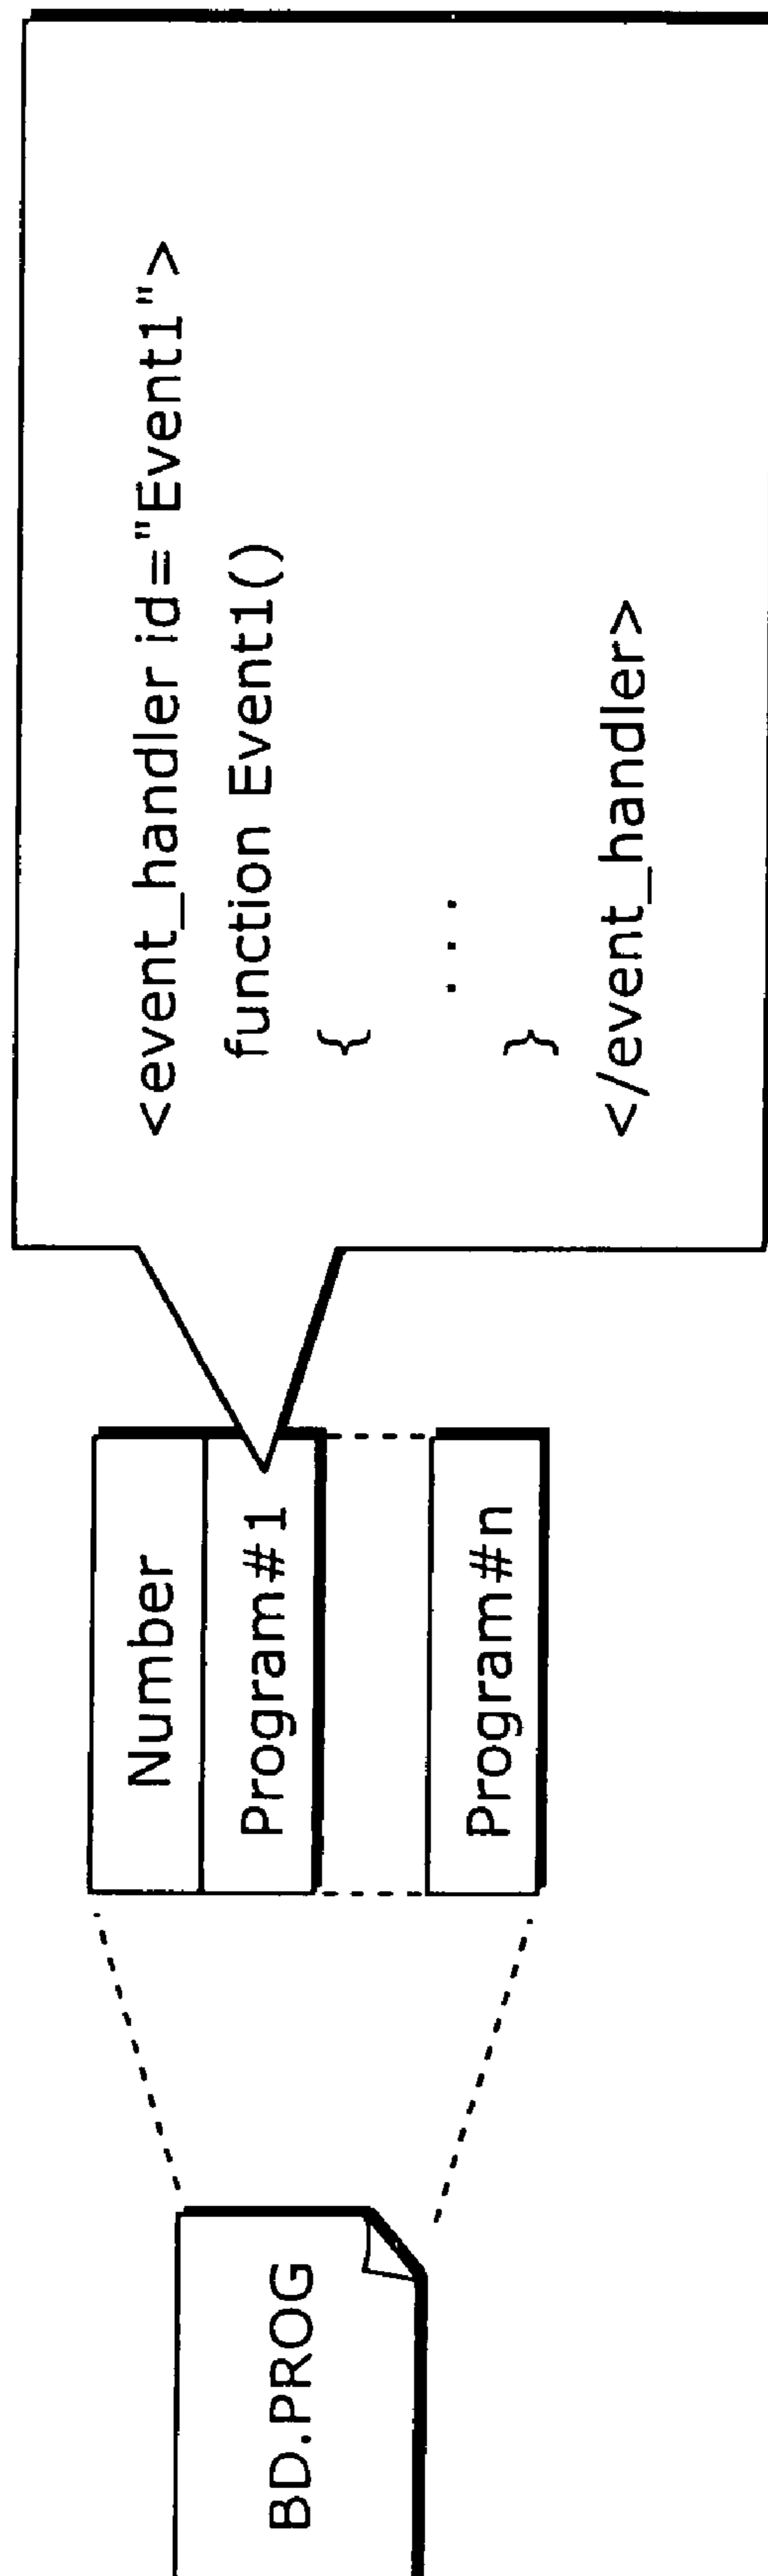 BD.PROG
Number
Program#1
Program#n
<event_handler id="Event1">
function Event1()
{
...
}
</event_handler>